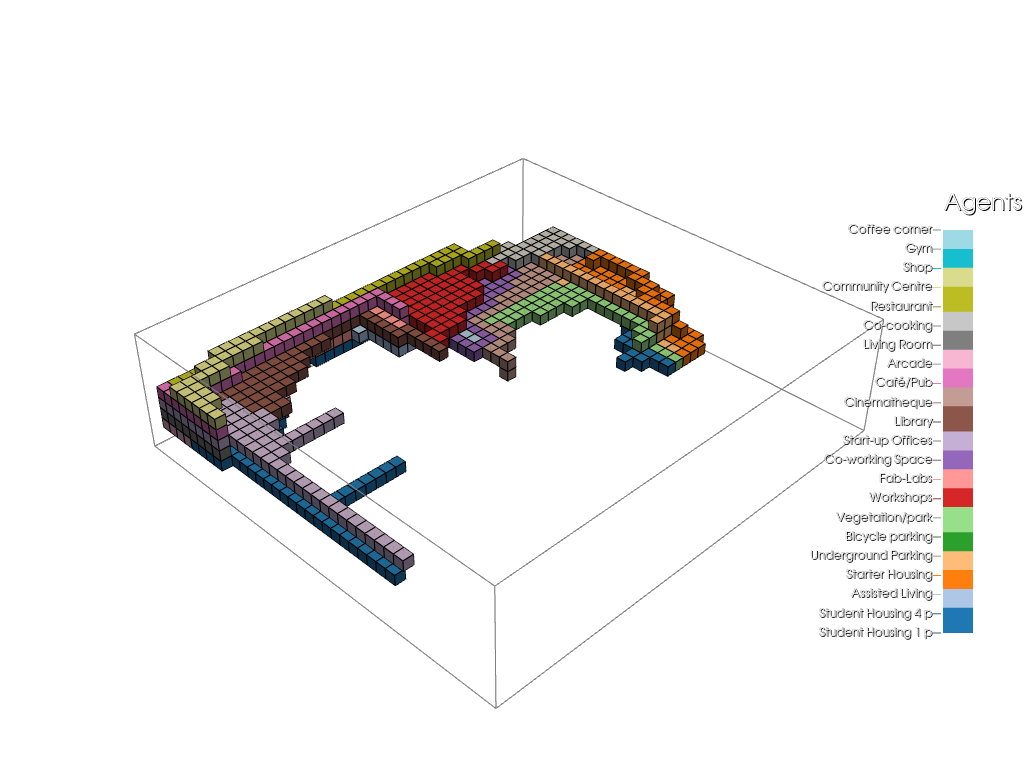 Agents
Coffee corner
Gym
Shop
Community Centre
Restaurant
Co-cooking
Living Room
Arcade
Café/Pub
Cinematheque
Library
Start-up Offices
Co-working Space
Fab-Labs
Workshops
Vegetation/park
Bicycle parking
Underground Parking
Starter Housing
Assisted Living
Student Housing 4 p
Student Housing 1 p